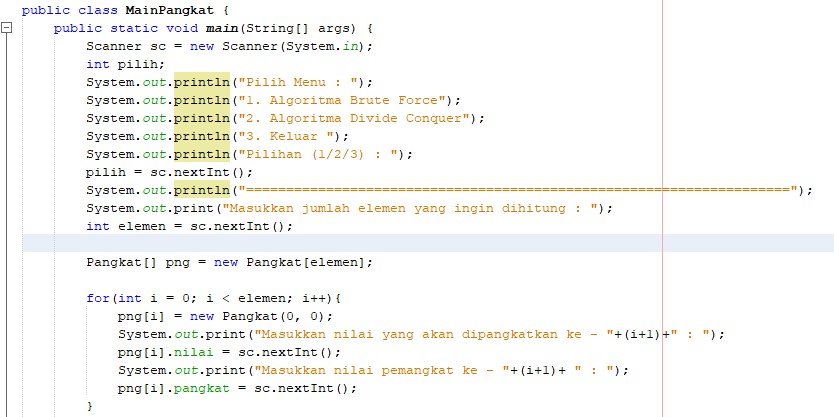 public class MainPangkat {
    public static void main(String[] args) {
        Scanner sc = new Scanner(System.in);
        int pilih;
        System.out.println("Pilih Menu : ");
        System.out.println("1. Algoritma Brute Force");
        System.out.println("2. Algoritma Divide Conquer");
        System.out.println("3. Keluar ");
        System.out.println("Pilihan (1/2/3) : ");
        pilih = sc.nextInt();
        System.out.println("====================================================================");
        System.out.print("Masukkan jumlah elemen yang ingin dihitung : ");
        int elemen = sc.nextInt();

        Pangkat[] png = new Pangkat[elemen];

        for(int i = 0; i < elemen; i++){
            png[i] = new Pangkat(0, 0);
            System.out.print("Masukkan nilai yang akan dipangkatkan ke - "+(i+1)+" : ");
            png[i].nilai = sc.nextInt();
            System.out.print("Masukkan nilai pemangkat ke - "+(i+1)+ " : ");
            png[i].pangkat = sc.nextInt();
        }